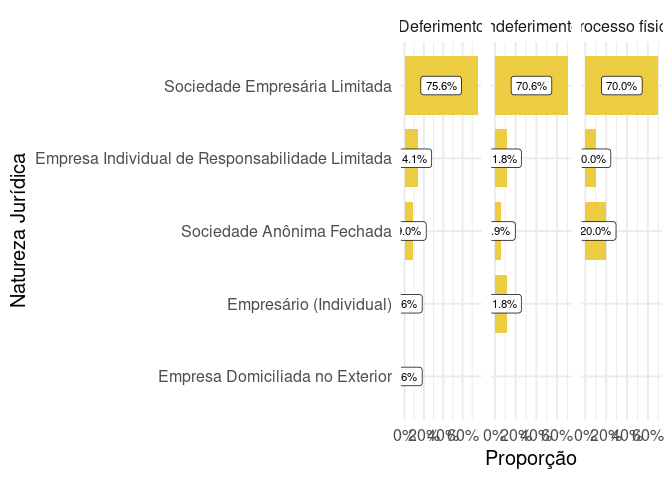 Deferimento ndeferimento rocesso físic
Sociedade Empresária Limitada 75.6% 70.6% 70.0%
Empresa Individual de Responsabilidade Limitada 4.1% 1.8% 0.0%
Sociedade Anônima Fechada .0% .9% 20.0%
Empresário (Individual) 6% 1.8%
Empresa Domiciliada no Exterior 6%
0% 20% 40% 60% 0% 20% 40% 60% 0% 20% 40% 60%
Proporção
Natureza Jurídica